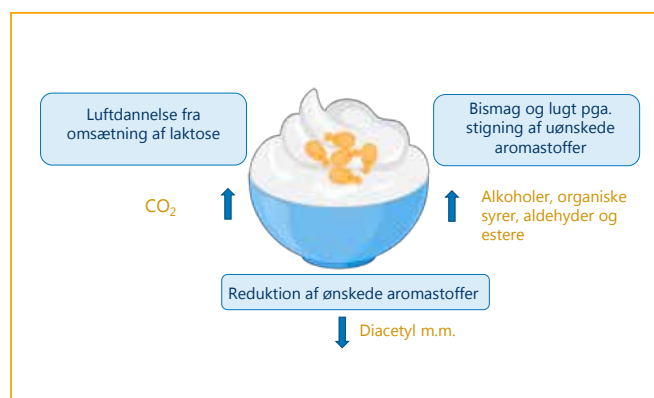 Luftdannelse fra
omsætning af laktose
CO₂
Bismag og lugt pga.
stigning af uønskede
aromastoffer
Alkoholer, organiske
syrer, aldehyder og
estere
Reduktion af ønskede aromastoffer
Diacetyl m.m.